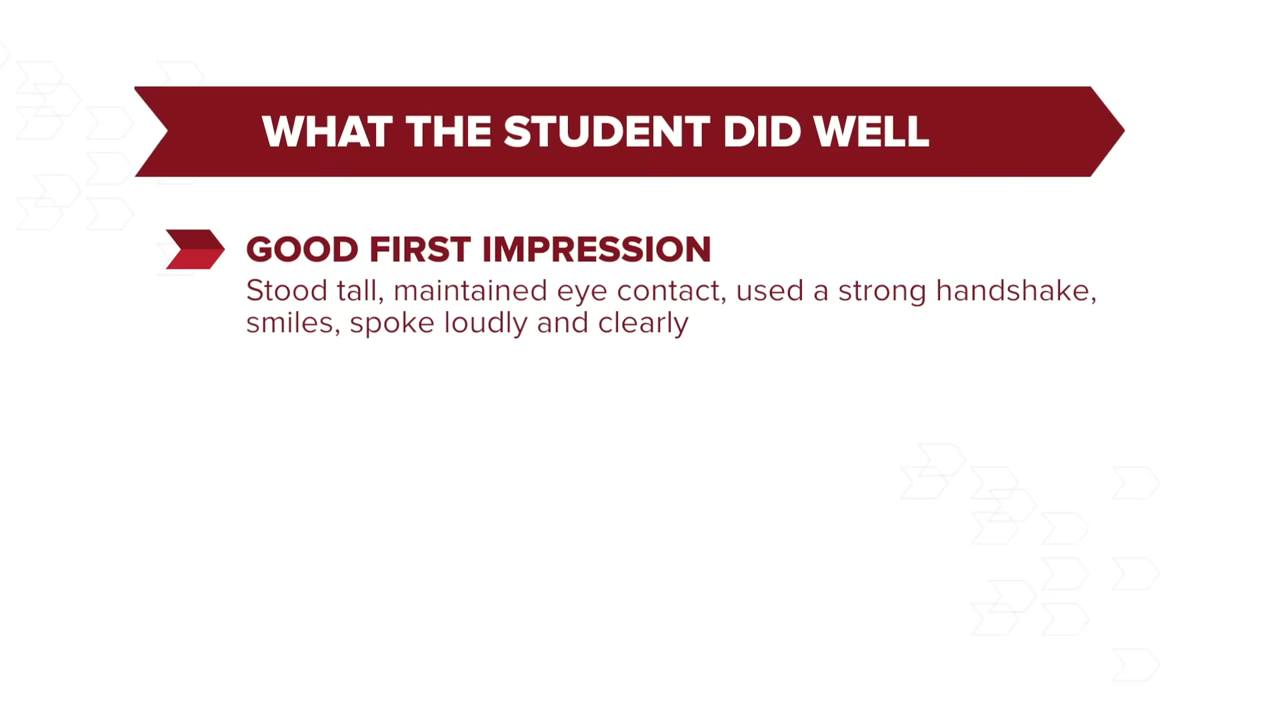 WHAT THE STUDENT DID WELL
GOOD FIRST IMPRESSION
Stood tall, maintained eye contact, used a strong handshake,
smiles, spoke loudly and clearly